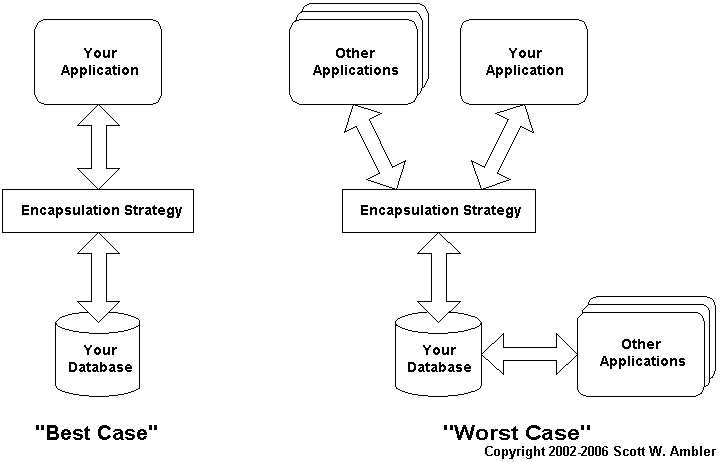 Your
Application
Encapsulation Strategy
Your
Database
"Best Case"
Other
Applications
Your
Application
Encapsulation Strategy
Your
Database
Other
Applications
"Worst Case"
Copyright 2002-2006 Scott W. Ambler